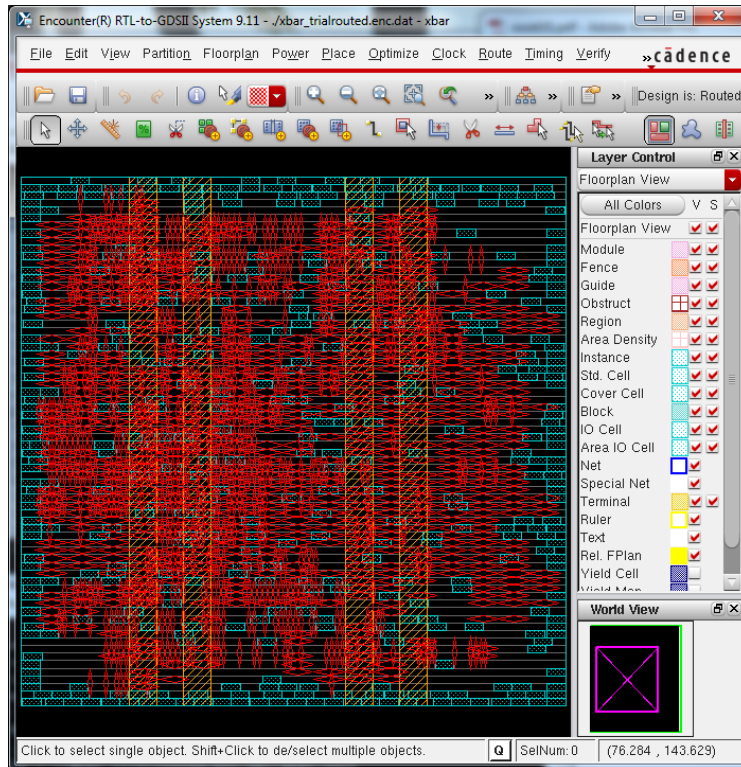 Encounter(R) RTL-to-GDSII System 9.11 - ./xbar_trialrouted.enc.dat - xbar
File Edit View Partition Floorplan Power Place Optimize Clock Route Timing Verify » cādence
» » » Design is: Routed
Layer Control
Floorplan View
All Colors V S
Floorplan View
Module
Fence
Guide
Obstruct
Region
Area Density
Instance
Std. Cell
Cover Cell
Block
IO Cell
Area IO Cell
Net
Special Net
Terminal
Ruler
Text
Rel. FPlan
Yield Cell
Yield Map
World View
Click to select single object. Shift+Click to de/select multiple objects. Q SelNum: 0 (76.284 , 143.629)